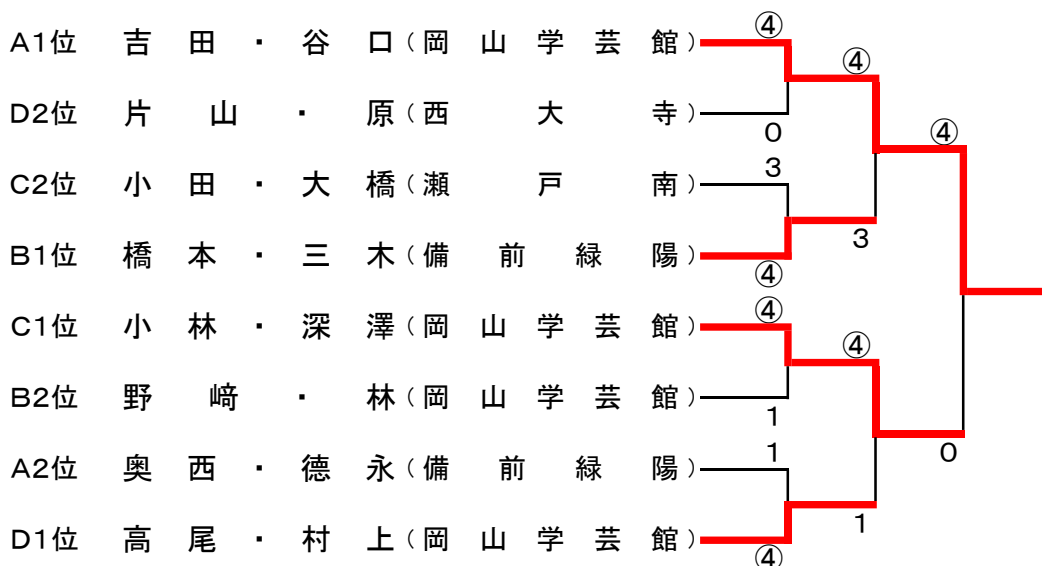 A1位 吉田・谷口(岡山学芸館) ④
④
D2位 片山・原(西大寺) 0
④
C2位 小田・大橋(瀬戸南) 3
3
B1位 橋本・三木(備前緑陽) ④
C1位 小林・深澤(岡山学芸館) ④
④
B2位 野﨑・林(岡山学芸館) 1
0
A2位 奥西・德永(備前緑陽) 1
1
D1位 高尾・村上(岡山学芸館) ④